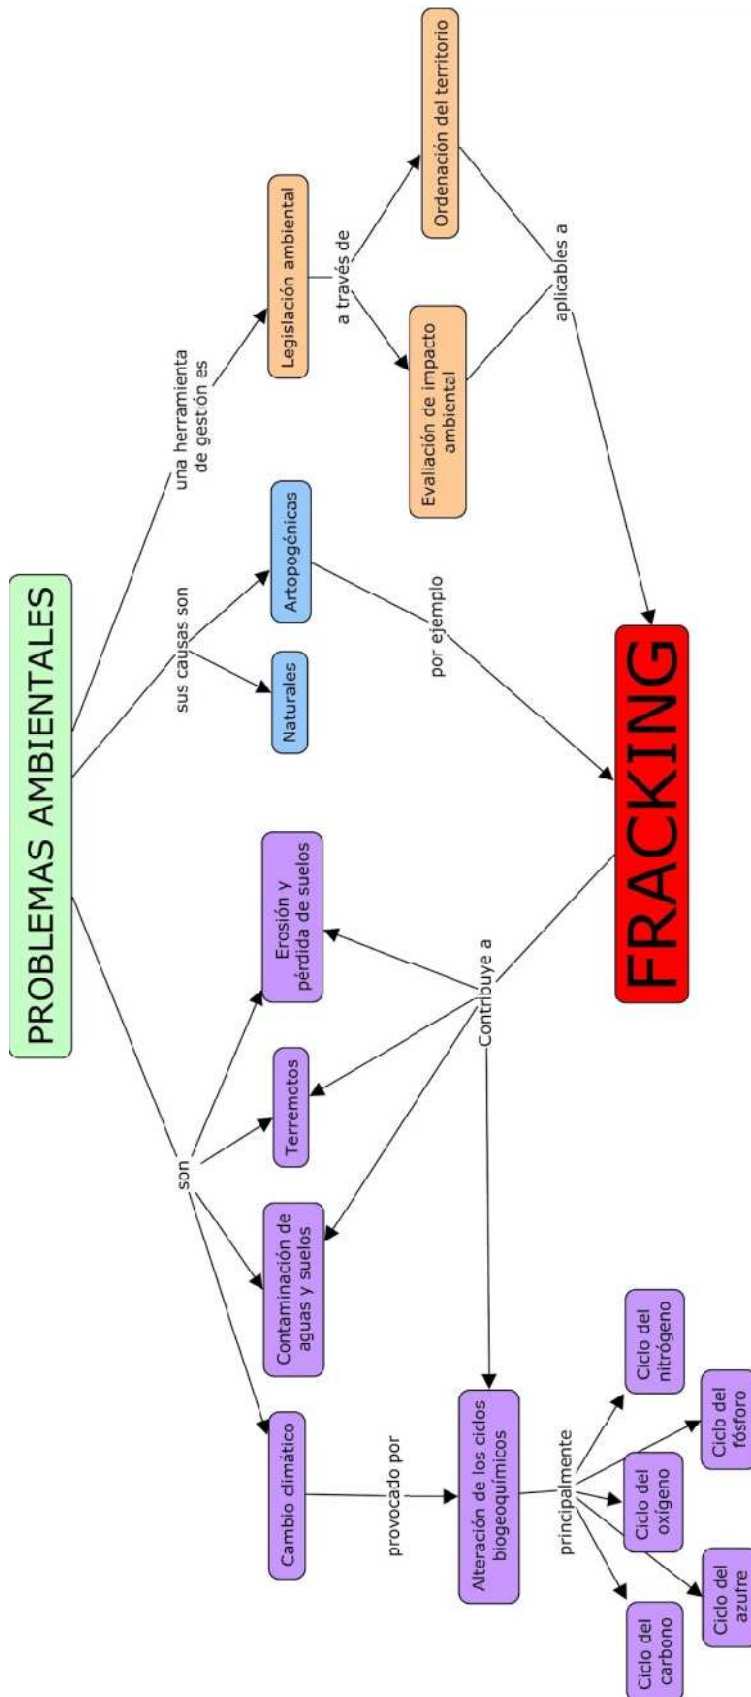 PROBLEMAS AMBIENTALES
son
sus causas son
una herramienta
de gestión es
Cambio climático
Contaminación de
aguas y suelos
Terremotos
Erosión y
pérdida de suelos
Naturales
Artopogénicas
Legislación ambiental
provocado por
a través de
Alteración de los ciclos
biogeoquímicos
Contribuye a
por ejemplo
Evaliación de impacto
ambiental
Ordenación del territorio
principalmente
aplicables a
Ciclo del
carbono
Ciclo del
oxígeno
Ciclo del
nitrógeno
Ciclo del
azufre
Ciclo del
fósforo
FRACKING